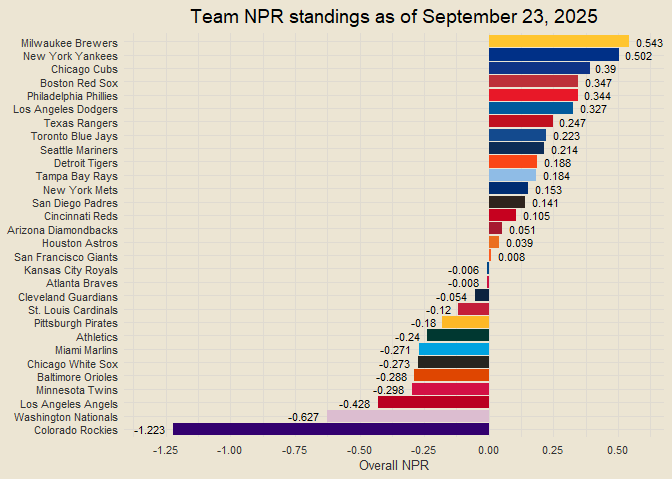 Team NPR standings as of September 23, 2025
Milwaukee Brewers 0.543
New York Yankees 0.502
Chicago Cubs 0.39
Boston Red Sox 0.347
Philadelphia Phillies 0.344
Los Angeles Dodgers 0.327
Texas Rangers 0.247
Toronto Blue Jays 0.223
Seattle Mariners 0.214
Detroit Tigers 0.188
Tampa Bay Rays 0.184
New York Mets 0.153
San Diego Padres 0.141
Cincinnati Reds 0.105
Arizona Diamondbacks 0.051
Houston Astros 0.039
San Francisco Giants 0.008
Kansas City Royals -0.006
Atlanta Braves -0.008
Cleveland Guardians -0.054
St. Louis Cardinals -0.12
Pittsburgh Pirates -0.18
Athletics -0.24
Miami Marlins -0.271
Chicago White Sox -0.273
Baltimore Orioles -0.288
Minnesota Twins -0.298
Los Angeles Angels -0.428
Washington Nationals -0.627
Colorado Rockies -1.223
-1.25 -1.00 -0.75 -0.50 -0.25 0.00 0.25 0.50
Overall NPR